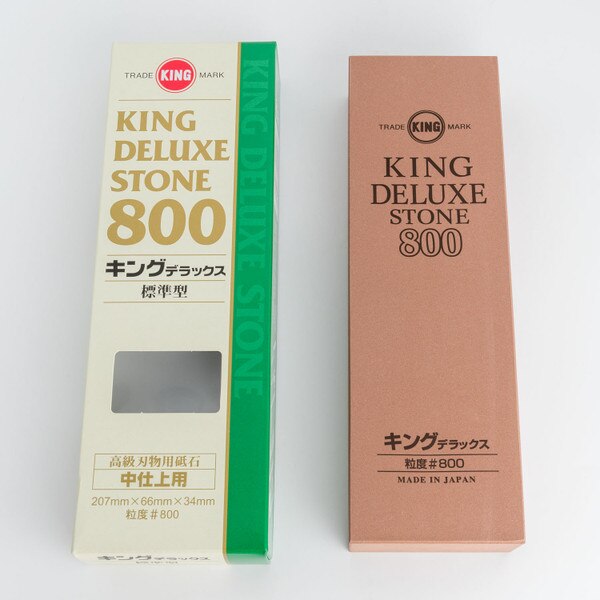 TRADE KING MARK
KING
DELUXE
STONE
800
キングデラックス
標準型
高級刃物用砥石
中仕上用
207mm×66mm×34mm
粒度#800
キングデラックス
KING DELUXE STONE
TRADE KING MARK
KING
DELUXE
STONE
800
キングデラックス
粒度#800
MADE IN JAPAN